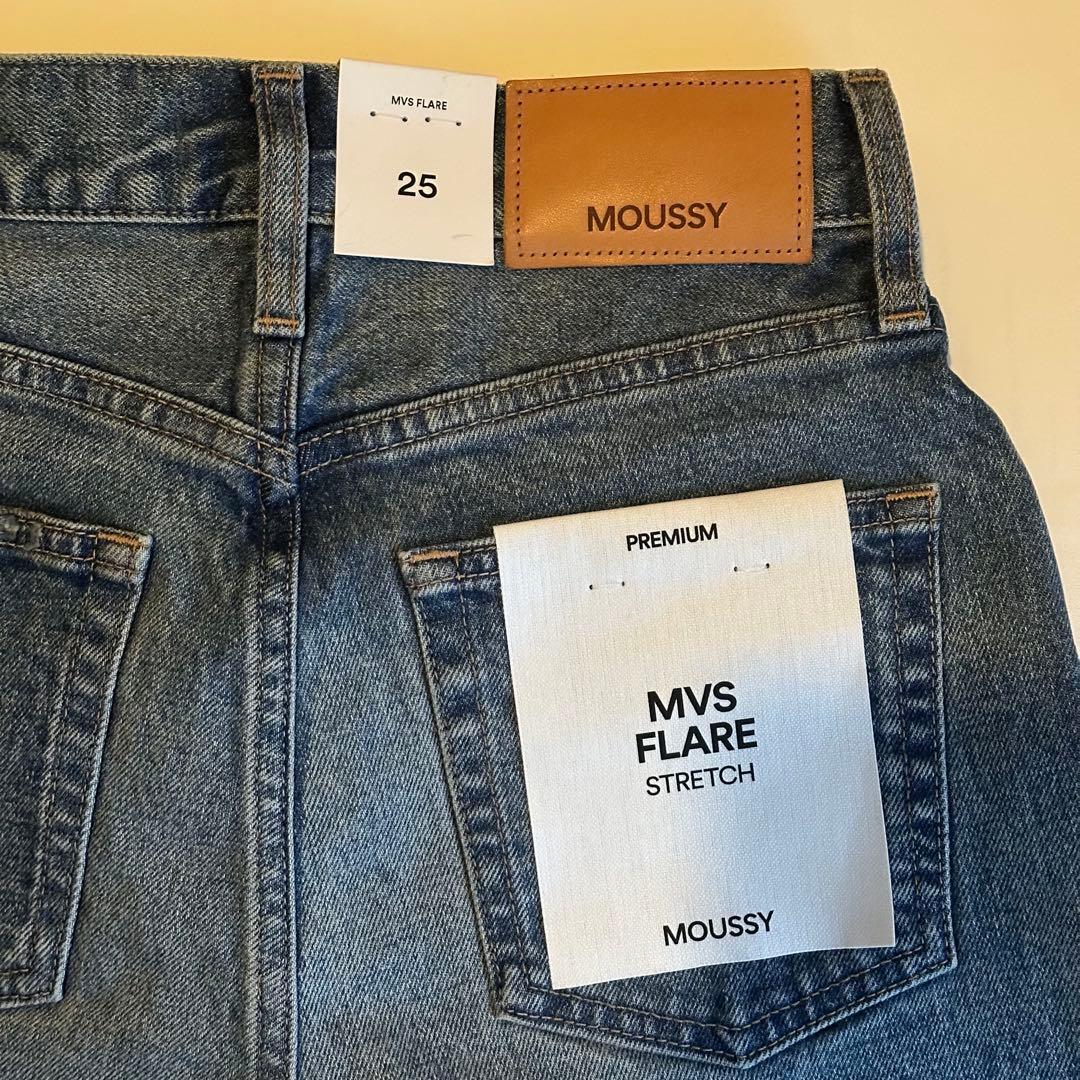 MVS FLARE
25
MOUSSY
PREMIUM
MVS
FLARE
STRETCH
MOUSSY